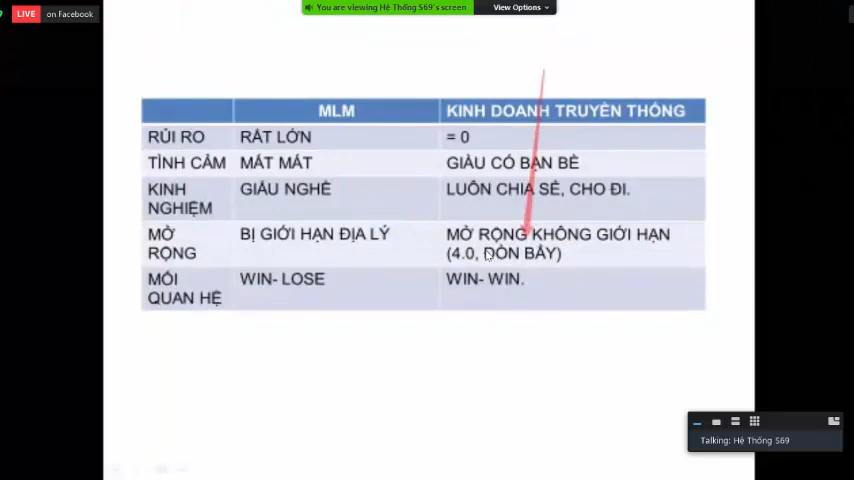 LIVE on Facebook
You are viewing Hệ Thống S69's screen View Options
MLM KINH DOANH TRUYỀN THỐNG
RỦI RO RẤT LỚN = 0
TÌNH CẢM MẤT MÁT GIÀU CÓ BẠN BÈ
KINH NGHIỆM GIẤU NGHỀ LUÔN CHIA SẺ, CHO ĐI.
MỞ RỘNG BỊ GIỚI HẠN ĐỊA LÝ MỞ RỘNG KHÔNG GIỚI HẠN
(4.0, ĐÒN BẨY)
MỐI QUAN HỆ WIN- LOSE WIN- WIN.
Talking: Hệ Thống S69